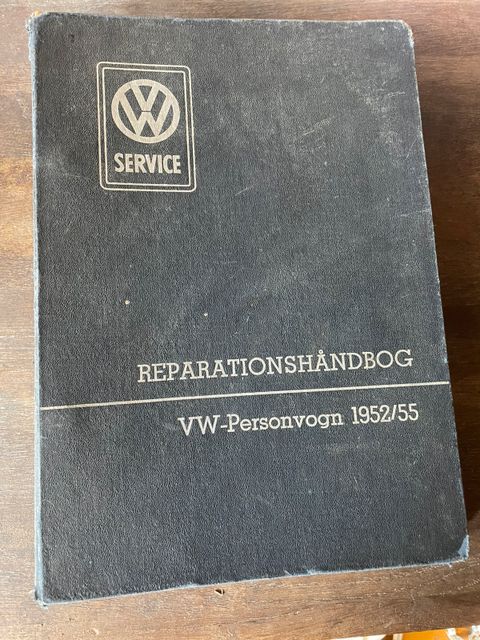 VW
SERVICE
REPARATIONSHÅNDBOG
VW-Personvogn 1952/55